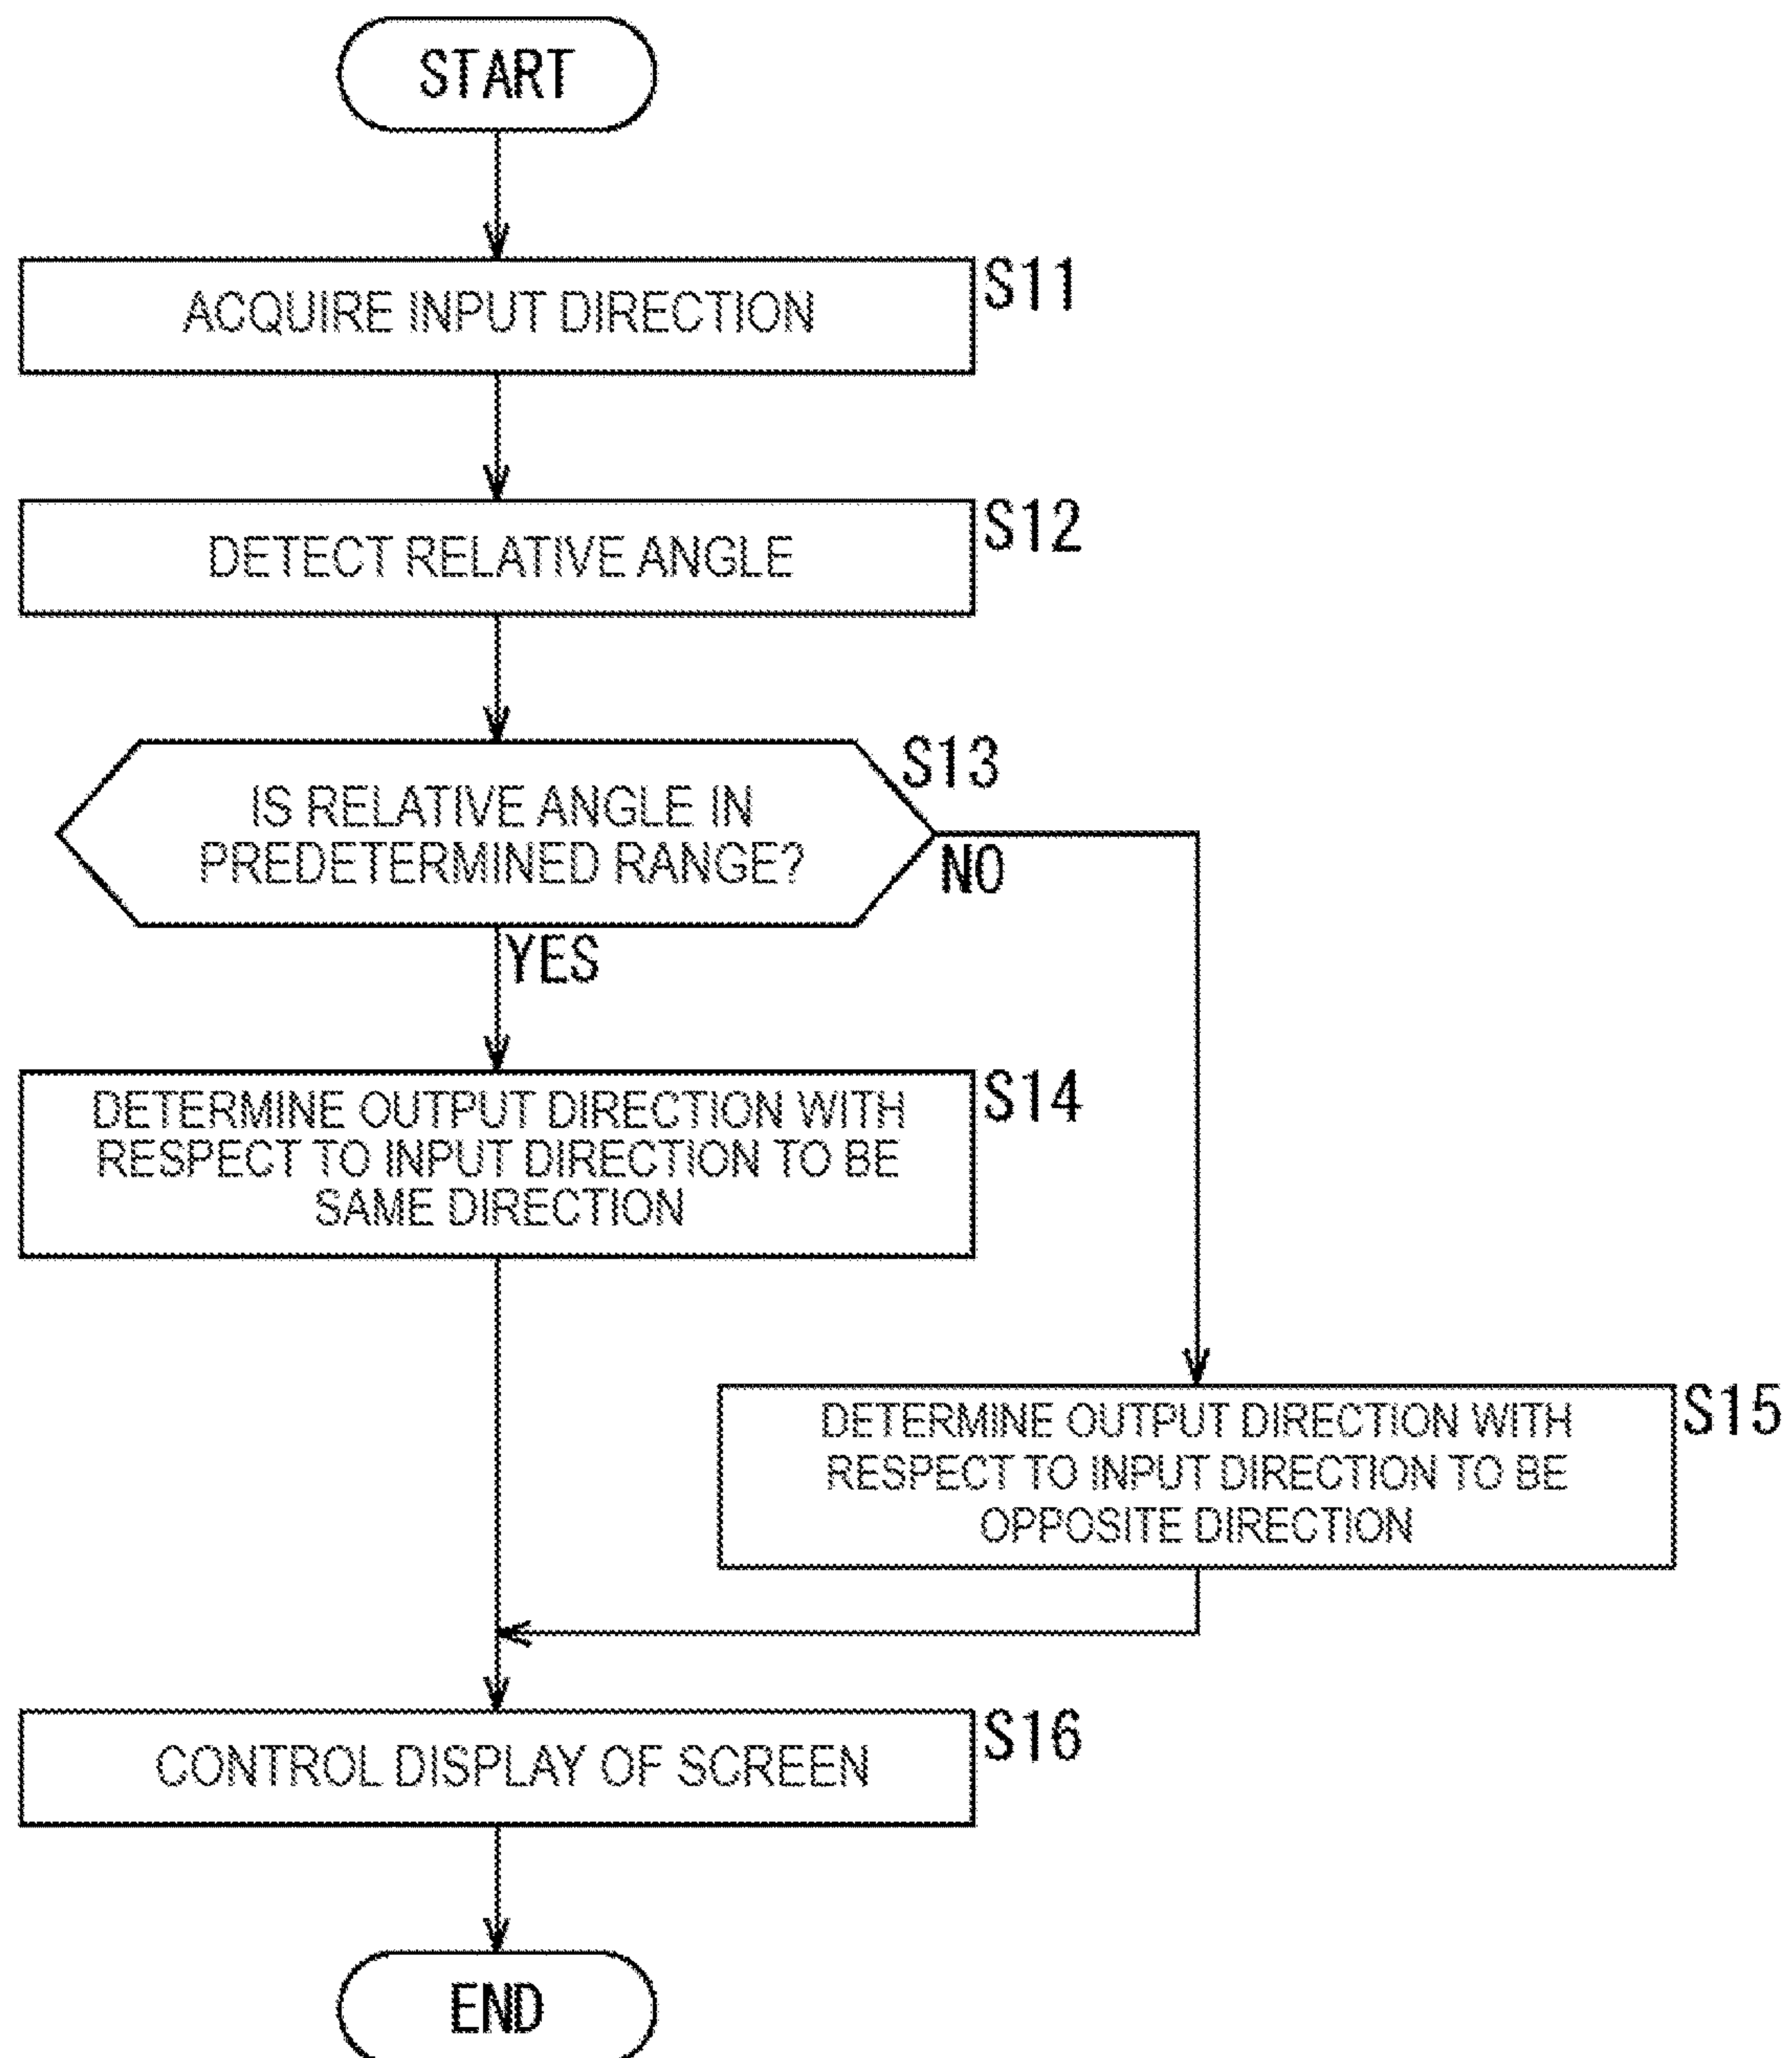 START
ACQUIRE INPUT DIRECTION
S11
DETECT RELATIVE ANGLE
S12
S13
IS RELATIVE ANGLE IN
PREDETERMINED RANGE?
NO
YES
DETERMINE OUTPUT DIRECTION WITH
RESPECT TO INPUT DIRECTION TO BE
SAME DIRECTION
S14
DETERMINE OUTPUT DIRECTION WITH
RESPECT TO INPUT DIRECTION TO BE
OPPOSITE DIRECTION
S15
CONTROL DISPLAY OF SCREEN
S16
END